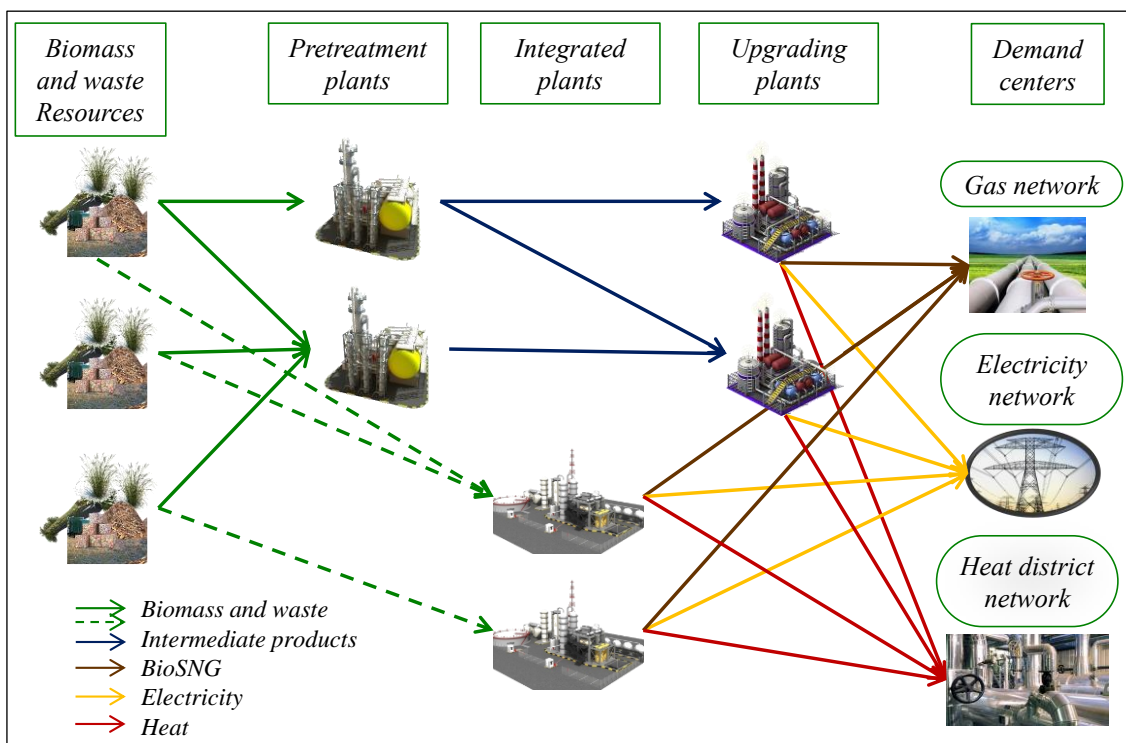 Biomass
and waste
Resources
Pretreatment
plants
Integrated
plants
Upgrading
plants
Demand
centers
Gas network
Electricity
network
Heat district
network
Biomass and waste
Intermediate products
BioSNG
Electricity
Heat